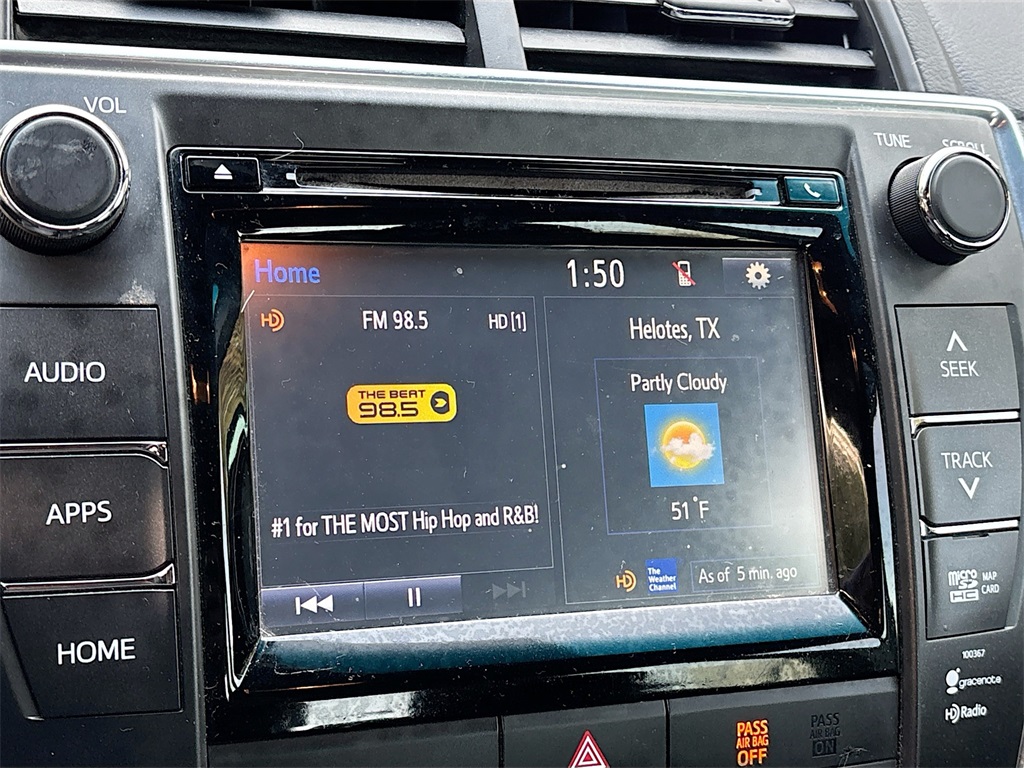 VOL
TUNE SCROLL
Home 1:50
FM 98.5 HD[1]
THE BEAT
98.5
#1 for THE MOST Hip Hop and R&B!
Helotes, TX
Partly Cloudy
51°F
HD The Weather Channel As of 5 min. ago
AUDIO
APPS
HOME
SEEK
TRACK
micro SD HC MAP CARD
100367
gracenote
HD Radio
PASS AIR BAG OFF
PASS AIR BAG ON